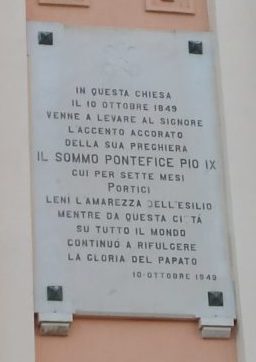 IN QUESTA CHIESA
IL 10 OTTOBRE 1849
VENNE A LEVARE AL SIGNORE
L'ACCENTO ACCORATO
DELLA SUA PREGHIERA
IL SOMMO PONTEFICE PIO IX
CUI PER SETTE MESI
PORTICI
LENÌ L'AMAREZZA DELL'ESILIO
MENTRE DA QUESTA CITTÀ
SU TUTTO IL MONDO
CONTINUÒ A RIFULGERE
LA GLORIA DEL PAPATO
10-OTTOBRE 1949